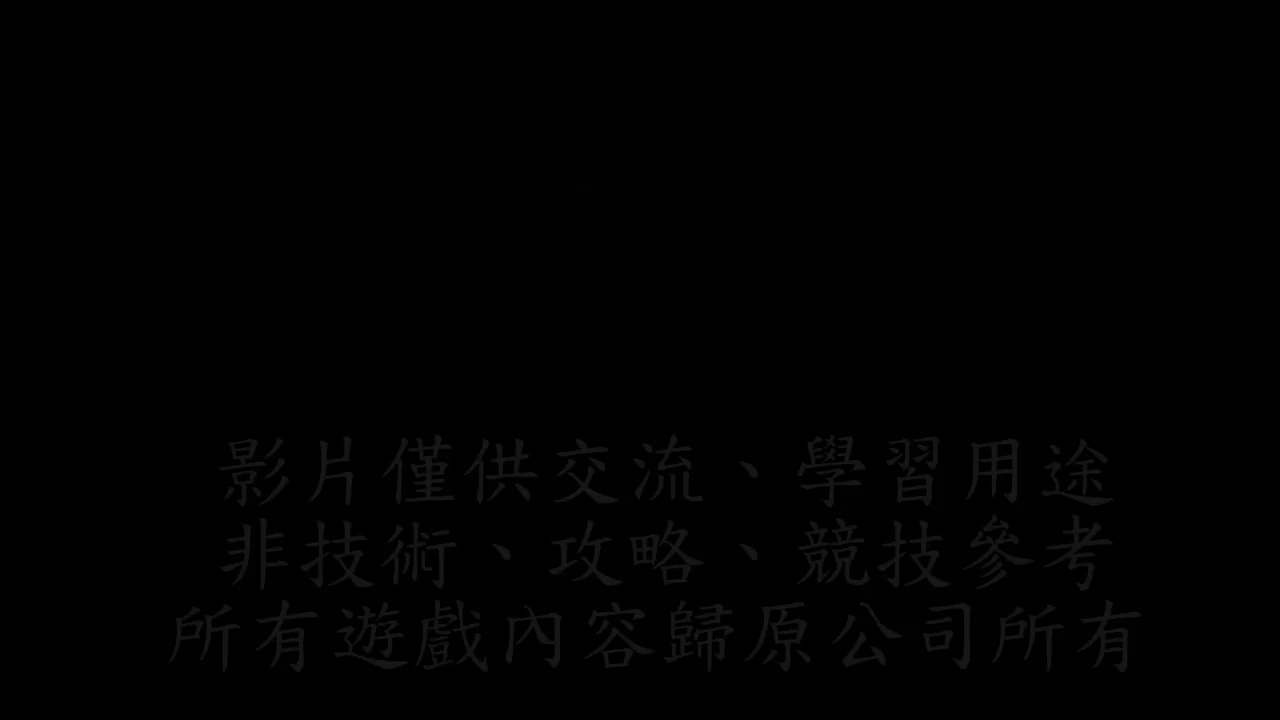 影片僅供交流、學習用途
非技術、攻略、競技參考
所有遊戲內容歸原公司所有